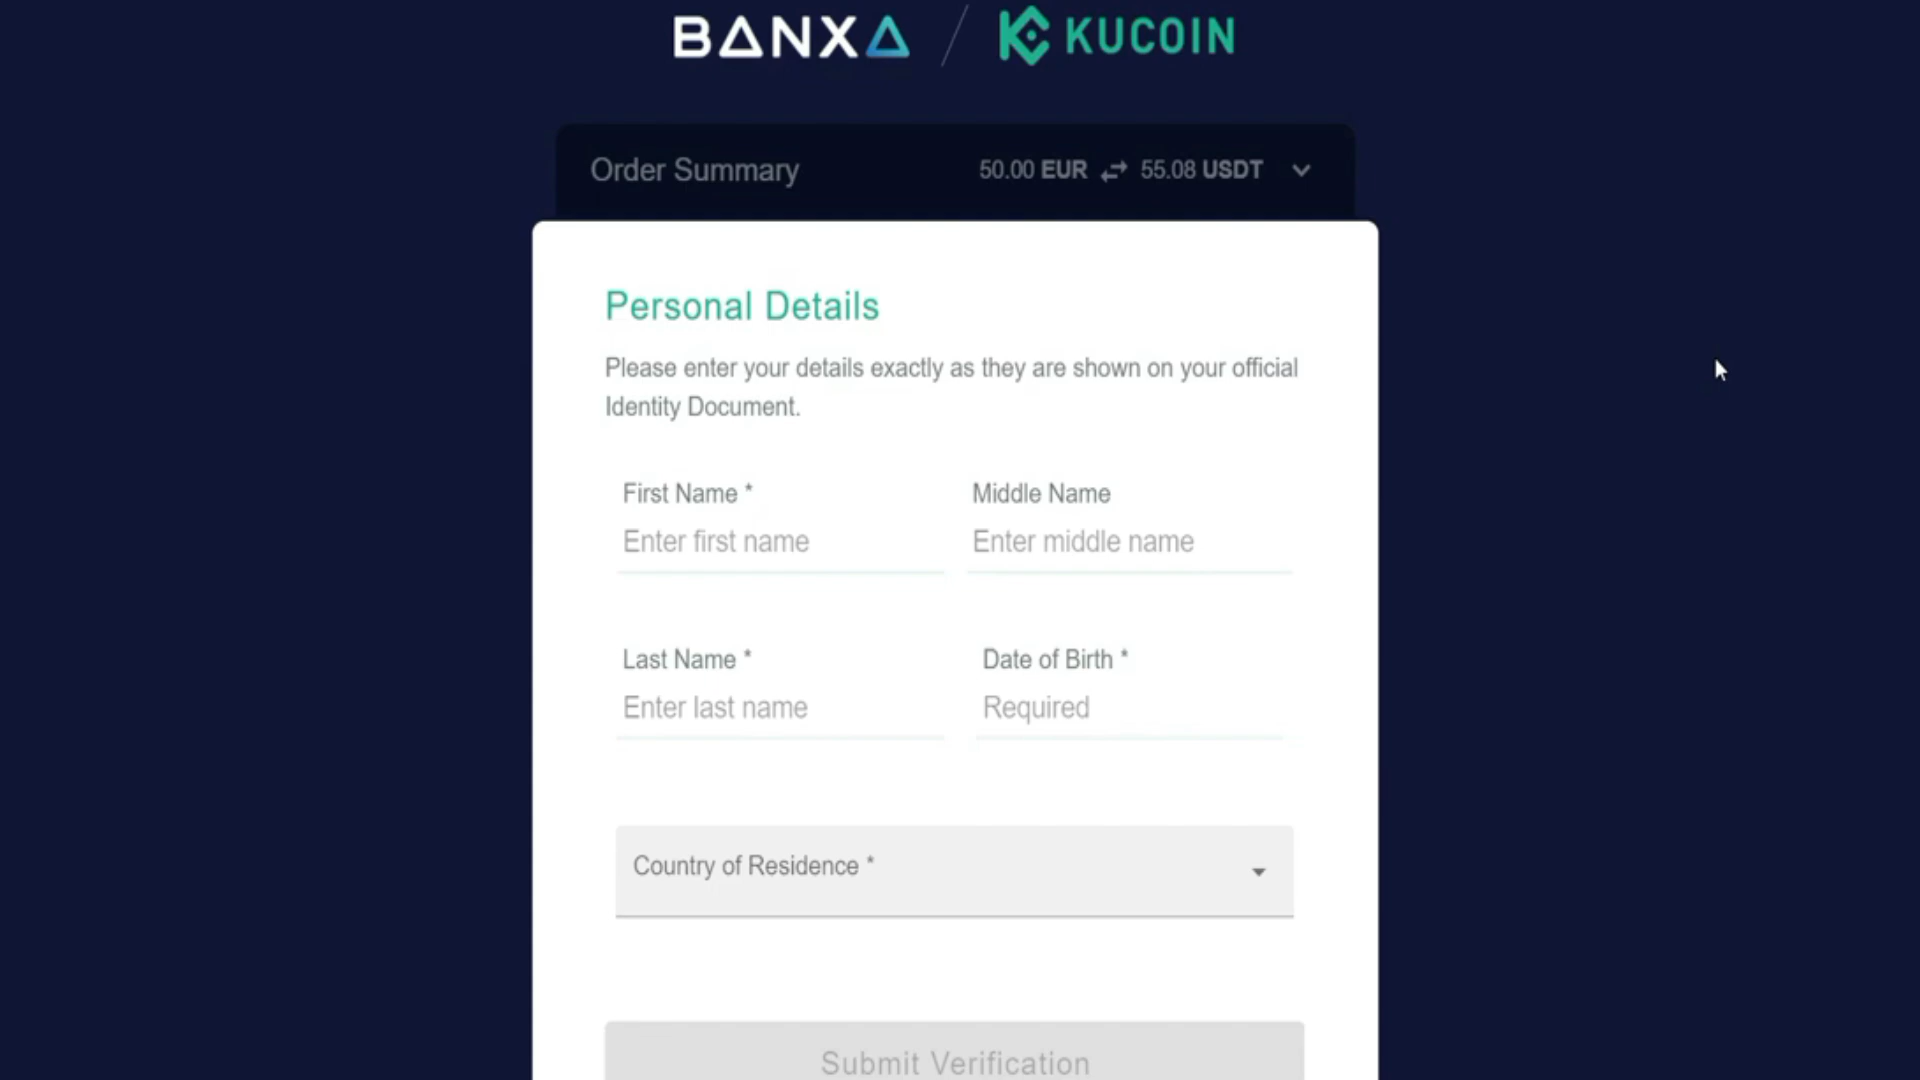 BANXA / KUCOIN
Order Summary 50.00 EUR 55.08 USDT
Personal Details
Please enter your details exactly as they are shown on your official
Identity Document.
First Name * Middle Name
Enter first name Enter middle name
Last Name * Date of Birth *
Enter last name Required
Country of Residence *
Submit Verification